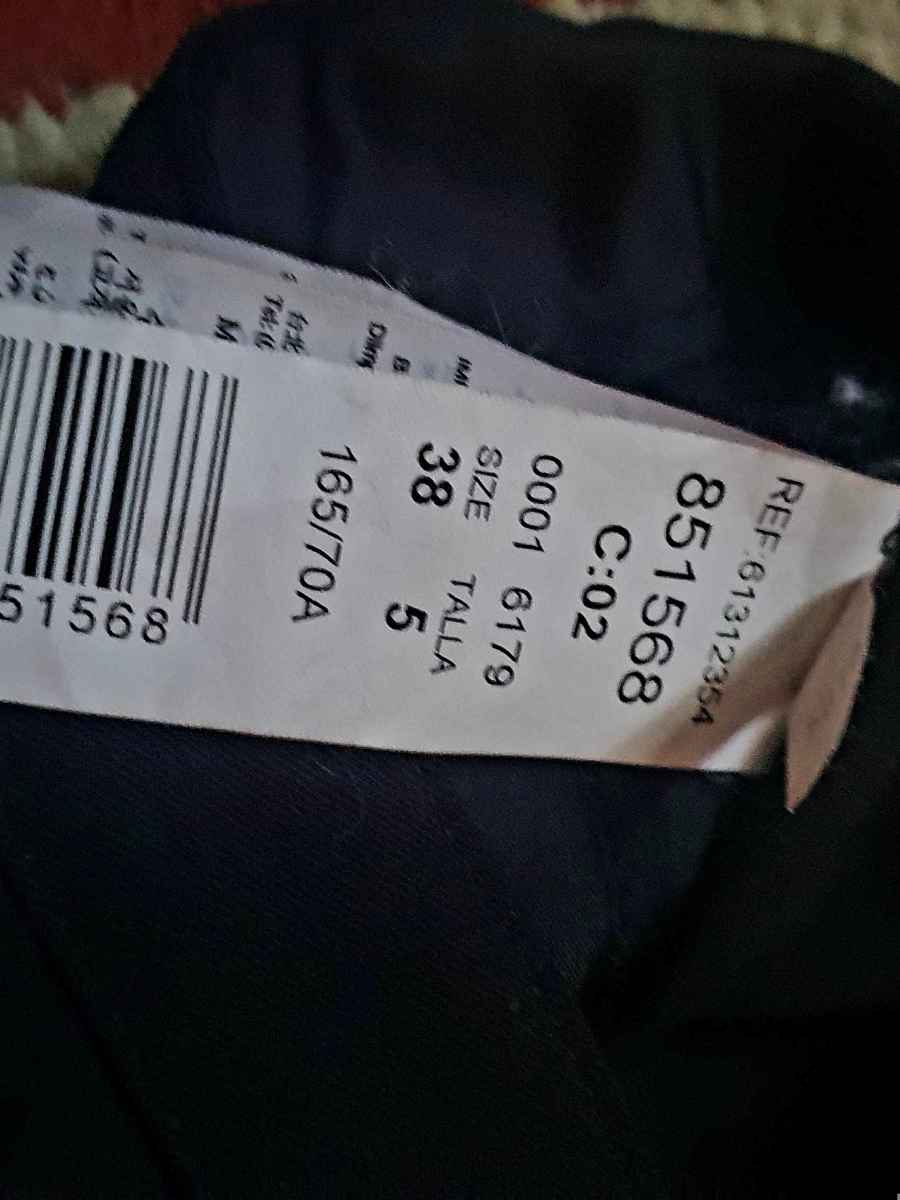 REF:61312354
851568
C:02
0001 6179
SIZE TALLA
38 5
165/70A
51568